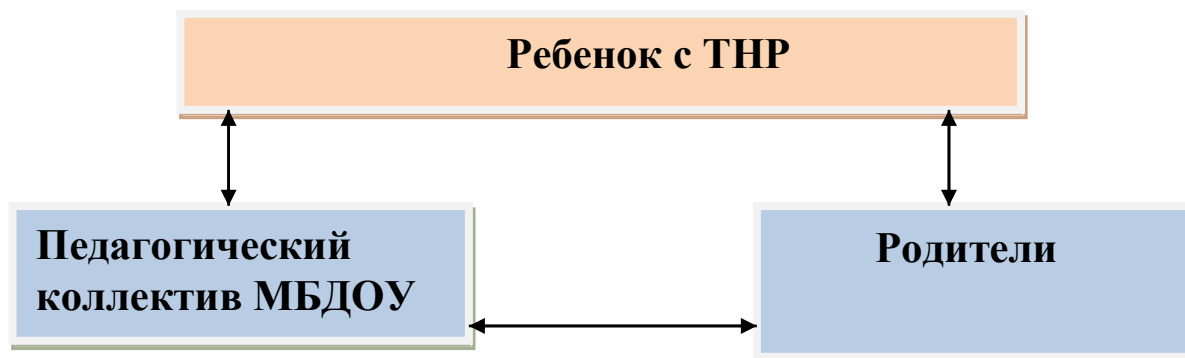 Ребенок с ТНР
Педагогический
коллектив МБДОУ
Родители